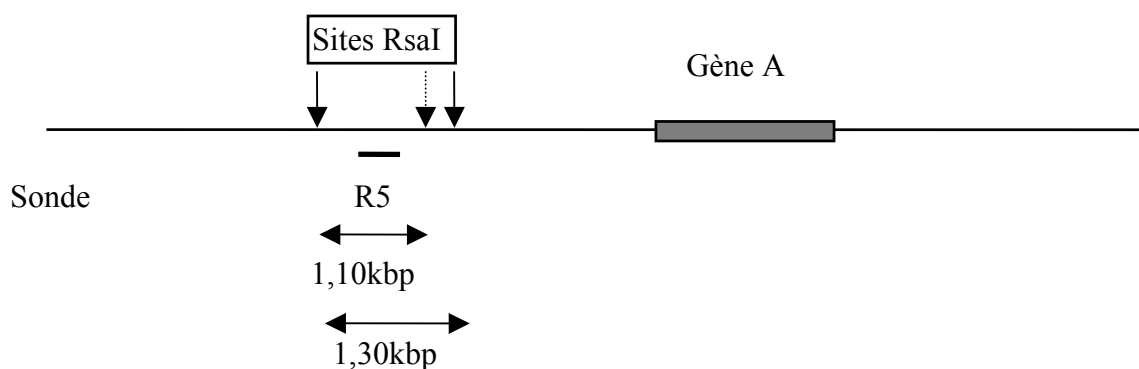 Sites RsaI
Gène A
Sonde
R5
1,10kbp
1,30kbp